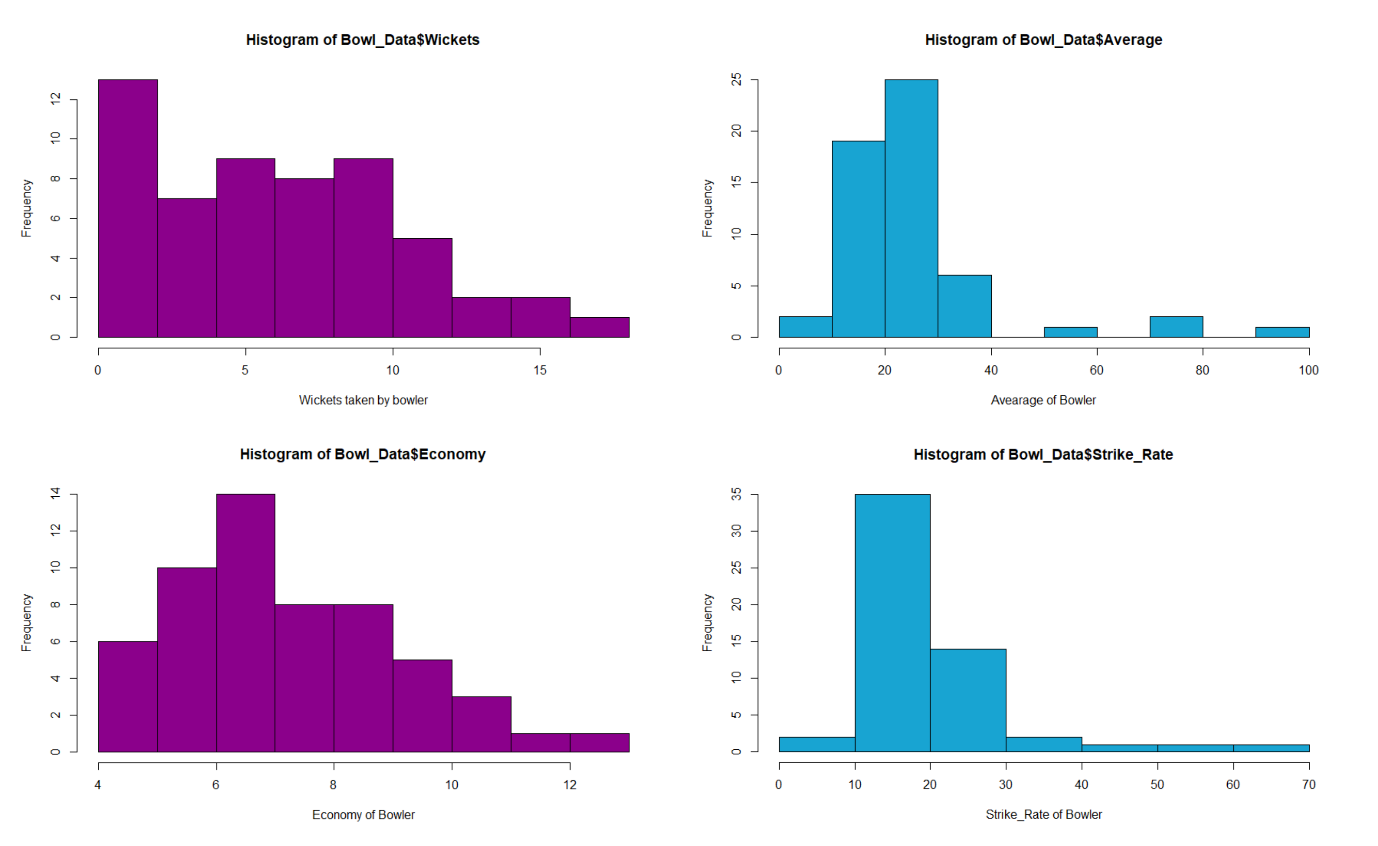 Histogram of Bowl_Data$Wickets
Frequency
0 2 4 6 8 10 12
0 5 10 15
Wickets taken by bowler
Histogram of Bowl_Data$Average
Frequency
0 5 10 15 20 25
0 20 40 60 80 100
Avearage of Bowler
Histogram of Bowl_Data$Economy
Frequency
0 2 4 6 8 10 12 14
4 6 8 10 12
Economy of Bowler
Histogram of Bowl_Data$Strike_Rate
Frequency
0 5 10 15 20 25 30 35
0 10 20 30 40 50 60 70
Strike_Rate of Bowler